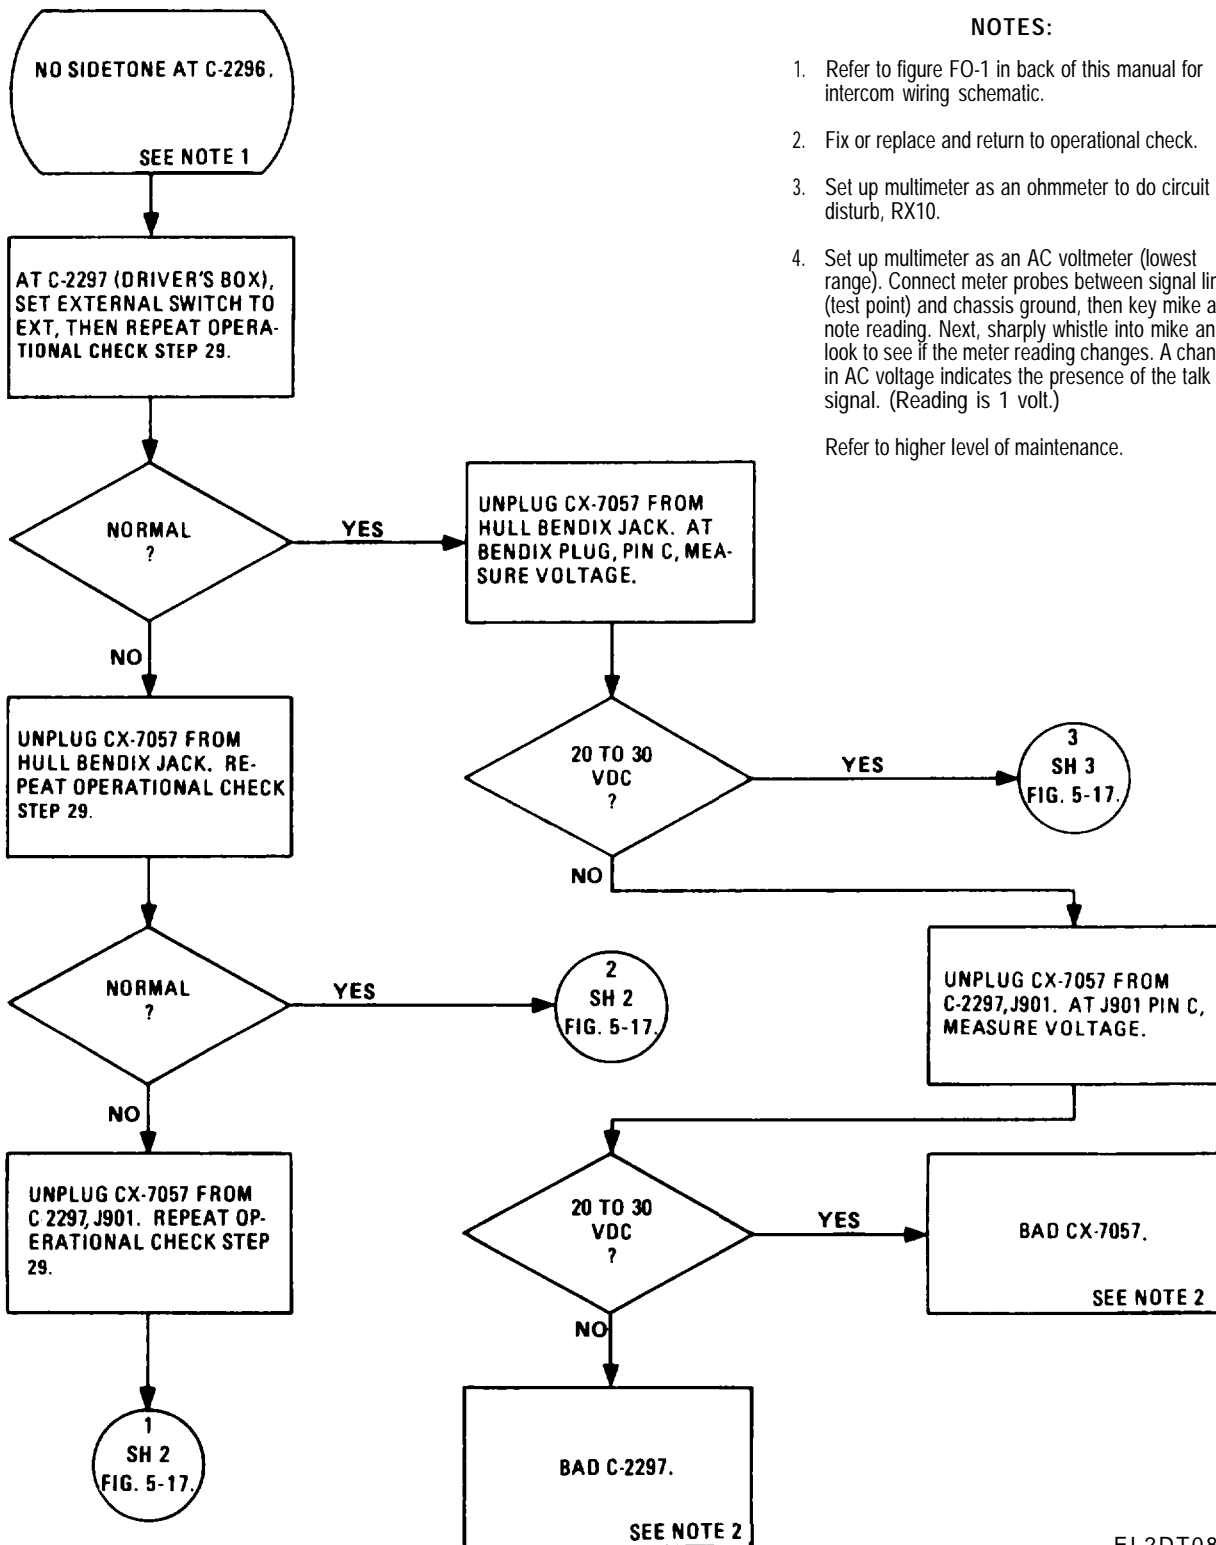 NO SIDETONE AT C-2296.
SEE NOTE 1
AT C-2297 (DRIVER'S BOX),
SET EXTERNAL SWITCH TO
EXT, THEN REPEAT OPERA-
TIONAL CHECK STEP 29.
NORMAL
?
YES
NO
UNPLUG CX-7057 FROM
HULL BENDIX JACK. AT
BENDIX PLUG, PIN C, MEA-
SURE VOLTAGE.
UNPLUG CX-7057 FROM
HULL BENDIX JACK. RE-
PEAT OPERATIONAL CHECK
STEP 29.
20 TO 30
VDC
?
YES
3
SH 3
FIG. 5-17.
NO
NORMAL
?
YES
2
SH 2
FIG. 5-17.
NO
UNPLUG CX-7057 FROM
C-2297,J901. AT J901 PIN C,
MEASURE VOLTAGE.
UNPLUG CX-7057 FROM
C 2297, J901. REPEAT OP-
ERATIONAL CHECK STEP
29.
1
SH 2
FIG. 5-17.
20 TO 30
VDC
?
YES
BAD CX-7057.
SEE NOTE 2
NO
BAD C-2297.
SEE NOTE 2
NOTES:
1. Refer to figure FO-1 in back of this manual for
intercom wiring schematic.
2. Fix or replace and return to operational check.
3. Set up multimeter as an ohmmeter to do circuit
disturb, RX10.
4. Set up multimeter as an AC voltmeter (lowest
range). Connect meter probes between signal
(test point) and chassis ground, then key mike
note reading. Next, sharply whistle into mike
look to see if the meter reading changes. A
in AC voltage indicates the presence of the talk
signal. (Reading is 1 volt.)
Refer to higher level of maintenance.